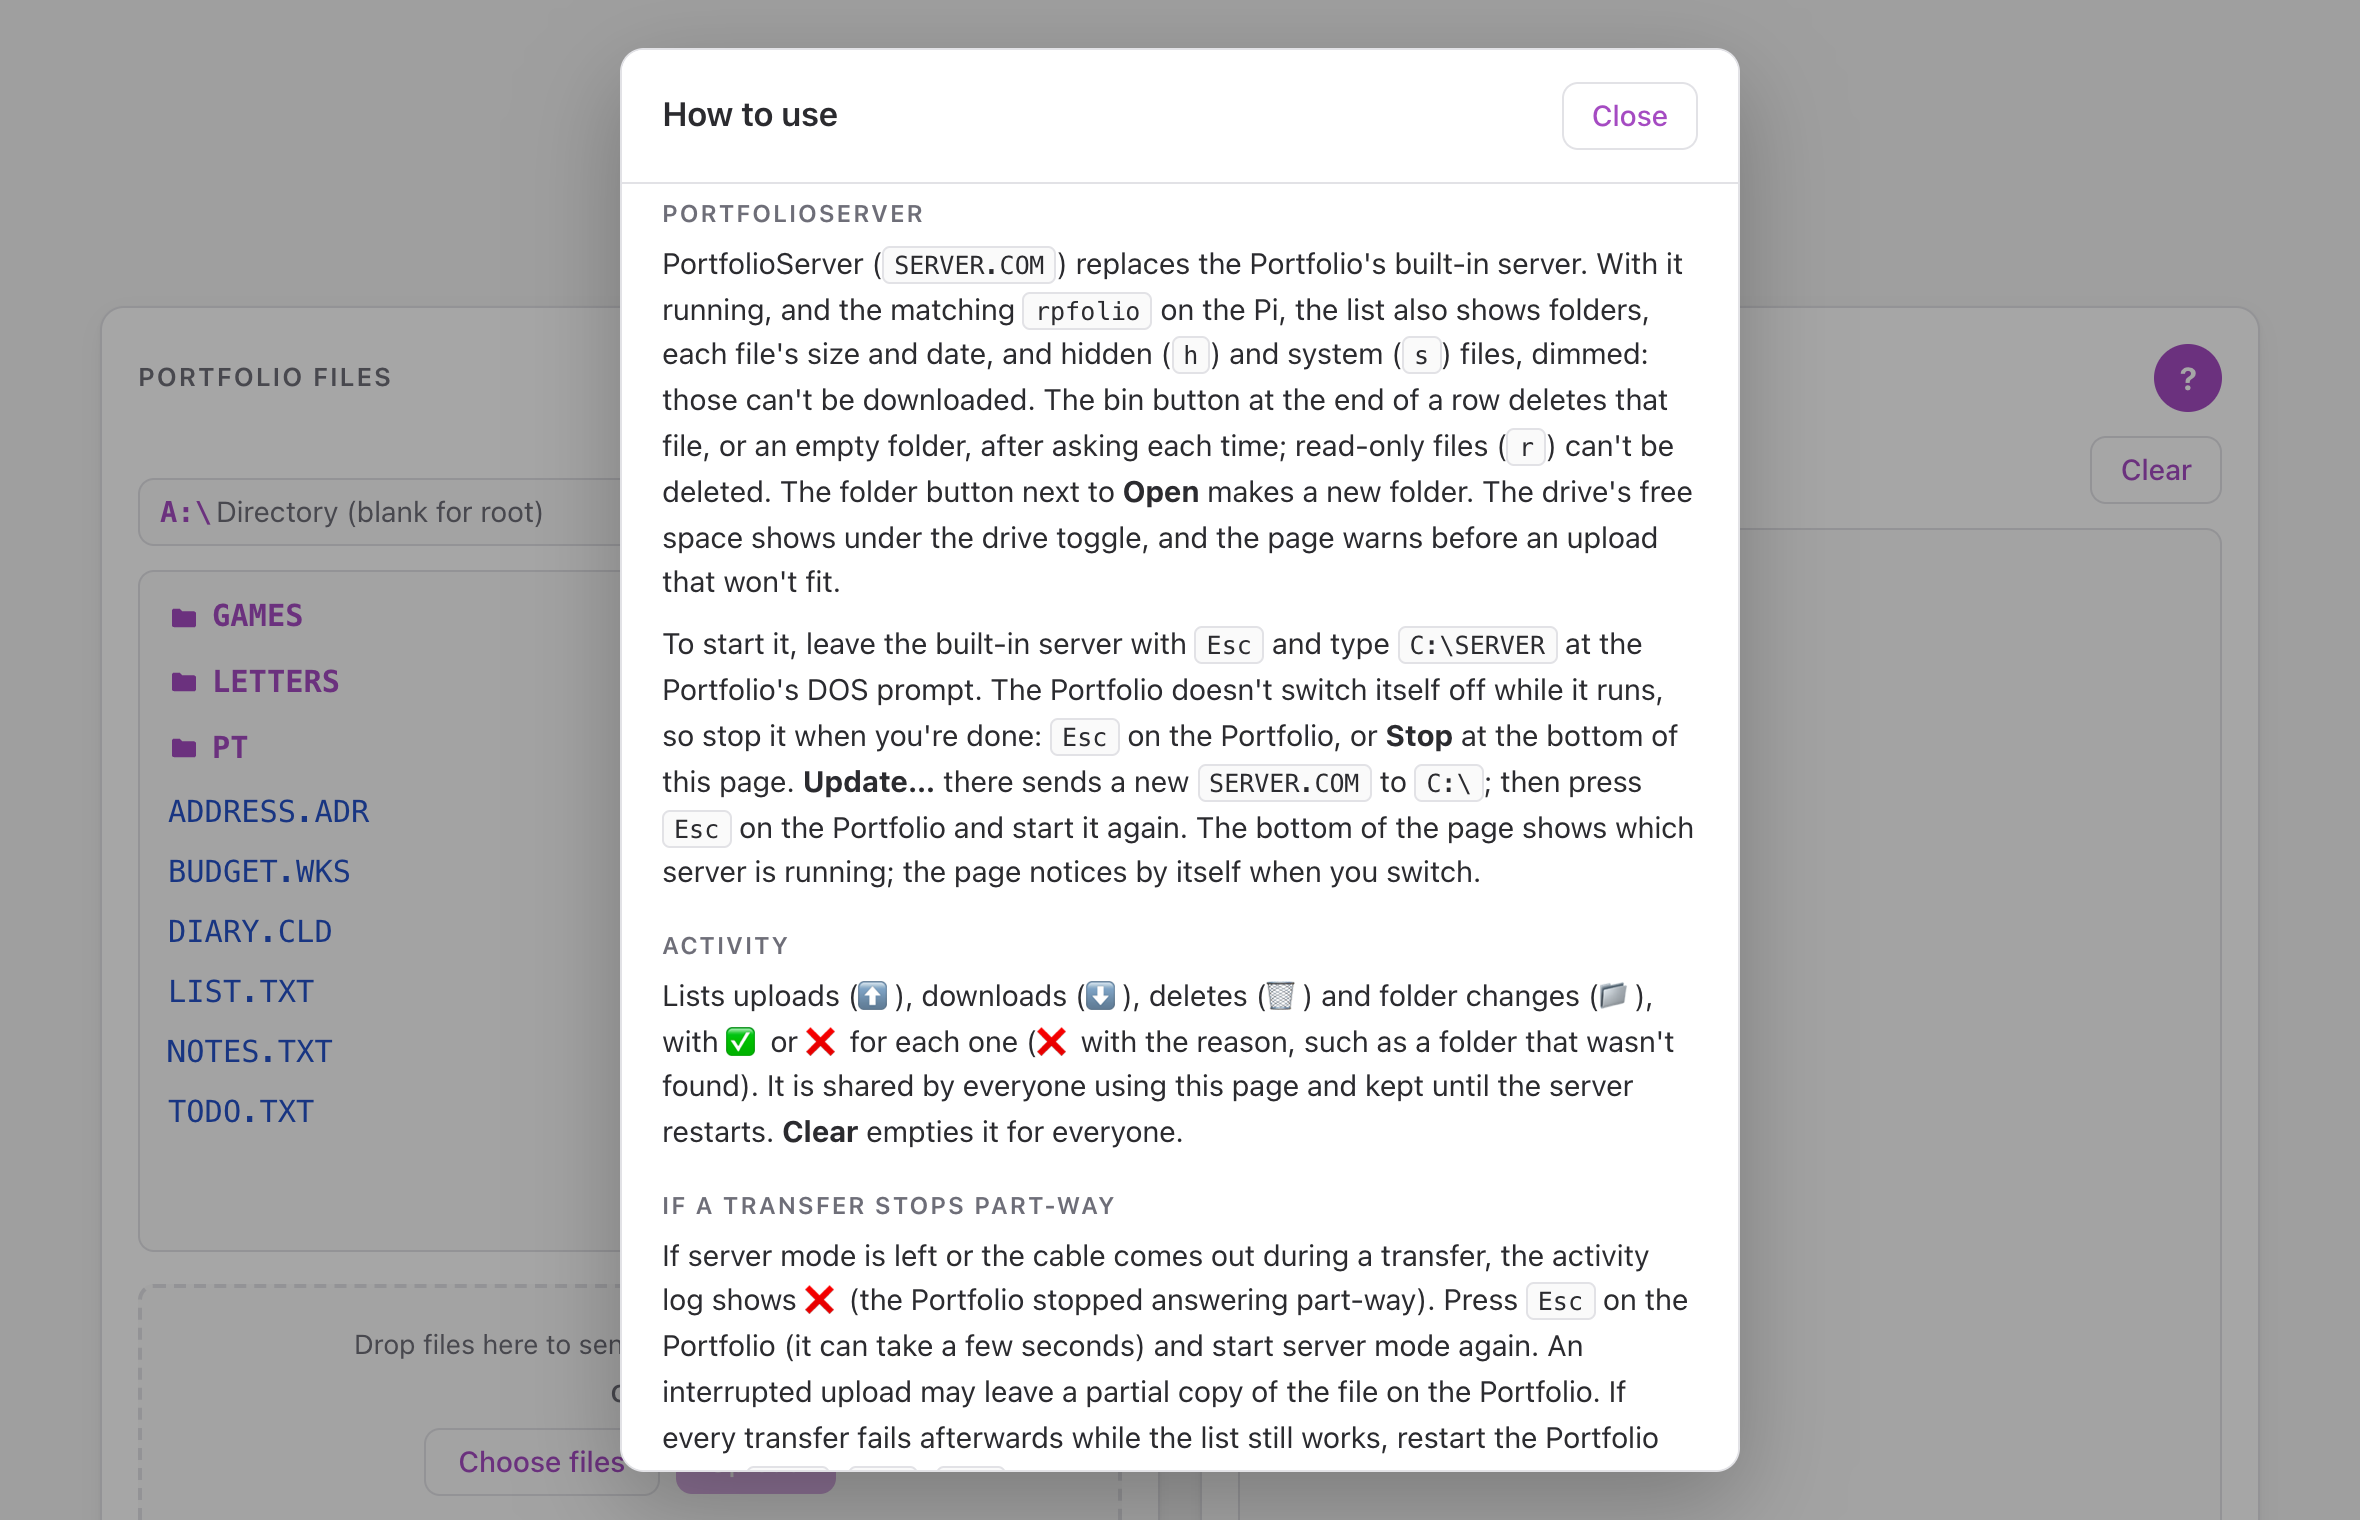 How to use
Close
PORTFOLIOSERVER
PortfolioServer (SERVER.COM) replaces the Portfolio's built-in server. With it
running, and the matching rpfolio on the Pi, the list also shows folders,
each file's size and date, and hidden (h) and system (s) files, dimmed:
those can't be downloaded. The bin button at the end of a row deletes that
file, or an empty folder, after asking each time; read-only files (r) can't be
deleted. The folder button next to Open makes a new folder. The drive's free
space shows under the drive toggle, and the page warns before an upload
that won't fit.
To start it, leave the built-in server with Esc and type C:\SERVER at the
Portfolio's DOS prompt. The Portfolio doesn't switch itself off while it runs,
so stop it when you're done: Esc on the Portfolio, or Stop at the bottom of
this page. Update... there sends a new SERVER.COM to C:\; then press
Esc on the Portfolio and start it again. The bottom of the page shows which
server is running; the page notices by itself when you switch.
ACTIVITY
Lists uploads (⬆️), downloads (⬇️), deletes (🗑️) and folder changes (📁),
with ✅ or ❌ for each one (❌ with the reason, such as a folder that wasn't
found). It is shared by everyone using this page and kept until the server
restarts. Clear empties it for everyone.
IF A TRANSFER STOPS PART-WAY
If server mode is left or the cable comes out during a transfer, the activity
log shows ❌ (the Portfolio stopped answering part-way). Press Esc on the
Portfolio (it can take a few seconds) and start server mode again. An
interrupted upload may leave a partial copy of the file on the Portfolio. If
every transfer fails afterwards while the list still works, restart the Portfolio
PORTFOLIO FILES
A:\ Directory (blank for root)
GAMES
LETTERS
PT
ADDRESS.ADR
BUDGET.WKS
DIARY.CLD
LIST.TXT
NOTES.TXT
TODO.TXT
Drop files here to
Choose files
?
Clear